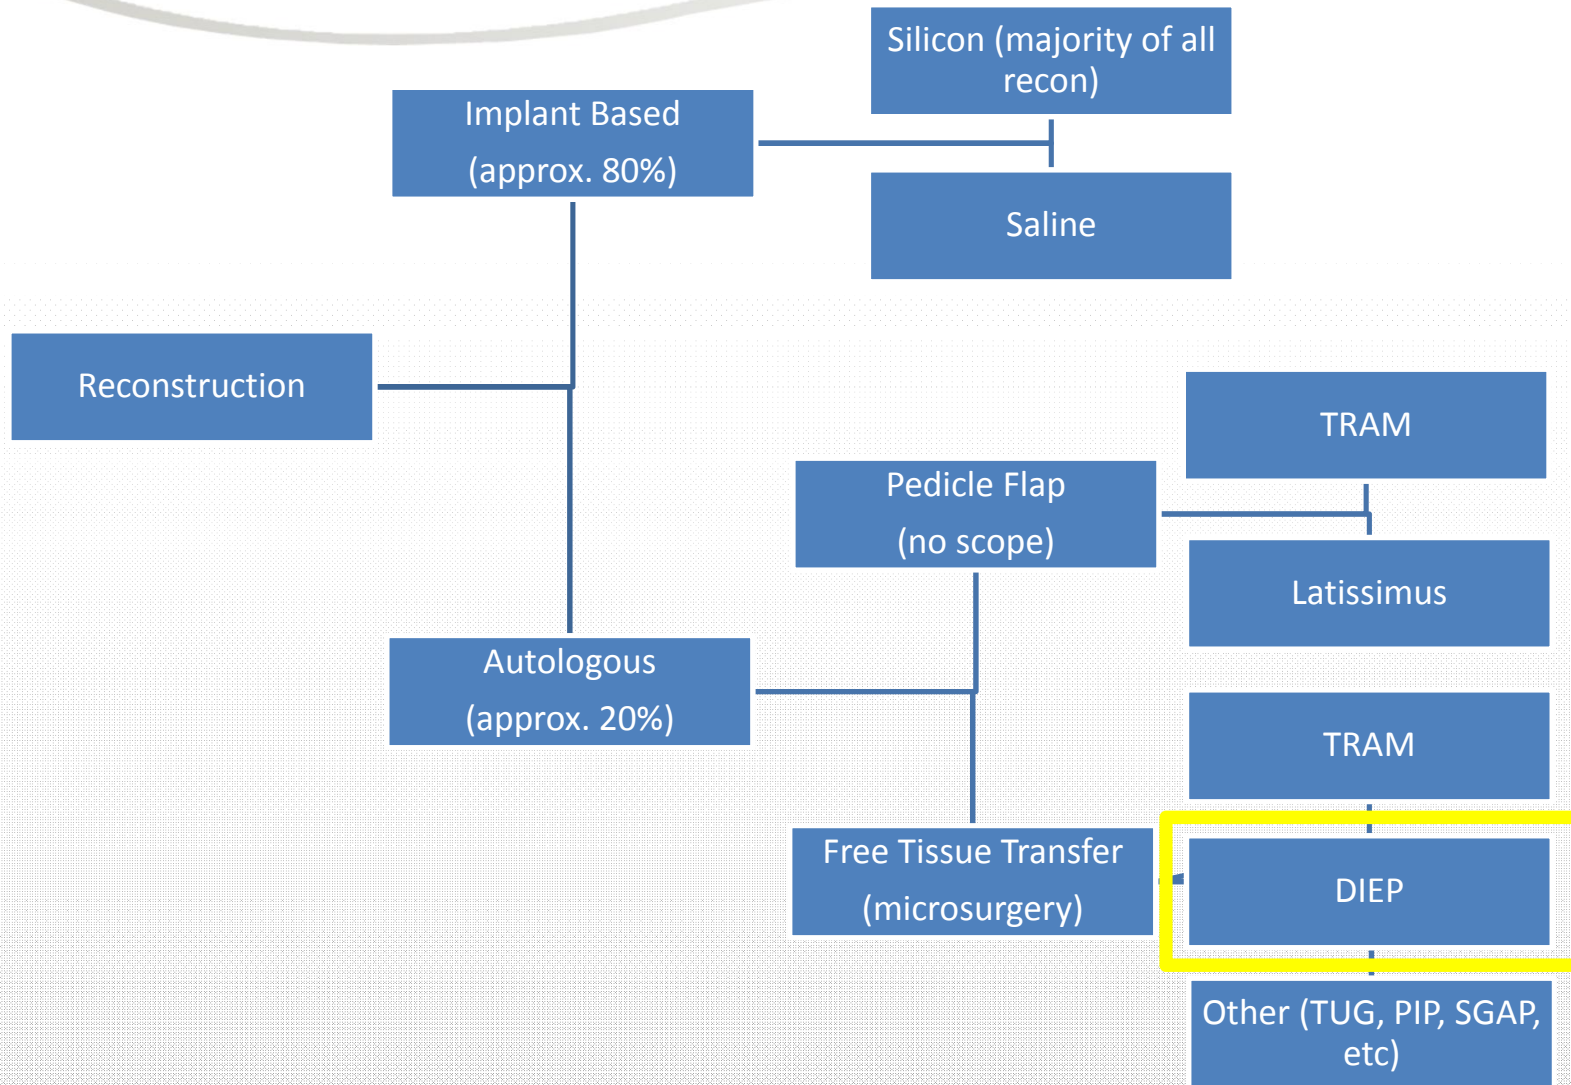 Silicon (majority of all
recon)
Implant Based
(approx. 80%)
Saline
Reconstruction
TRAM
Pedicle Flap
(no scope)
Latissimus
Autologous
(approx. 20%)
TRAM
Free Tissue Transfer
(microsurgery)
DIEP
Other (TUG, PIP, SGAP,
etc)